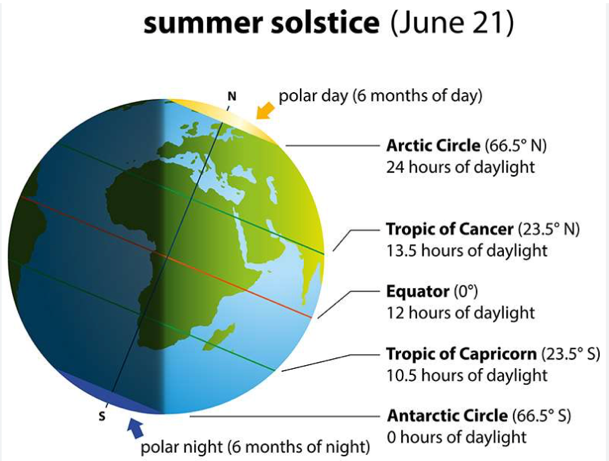 summer solstice (June 21)
N
polar day (6 months of day)
Arctic Circle (66.5° N)
24 hours of daylight
Tropic of Cancer (23.5° N)
13.5 hours of daylight
Equator (0°)
12 hours of daylight
Tropic of Capricorn (23.5° S)
10.5 hours of daylight
Antarctic Circle (66.5° S)
0 hours of daylight
S
polar night (6 months of night)